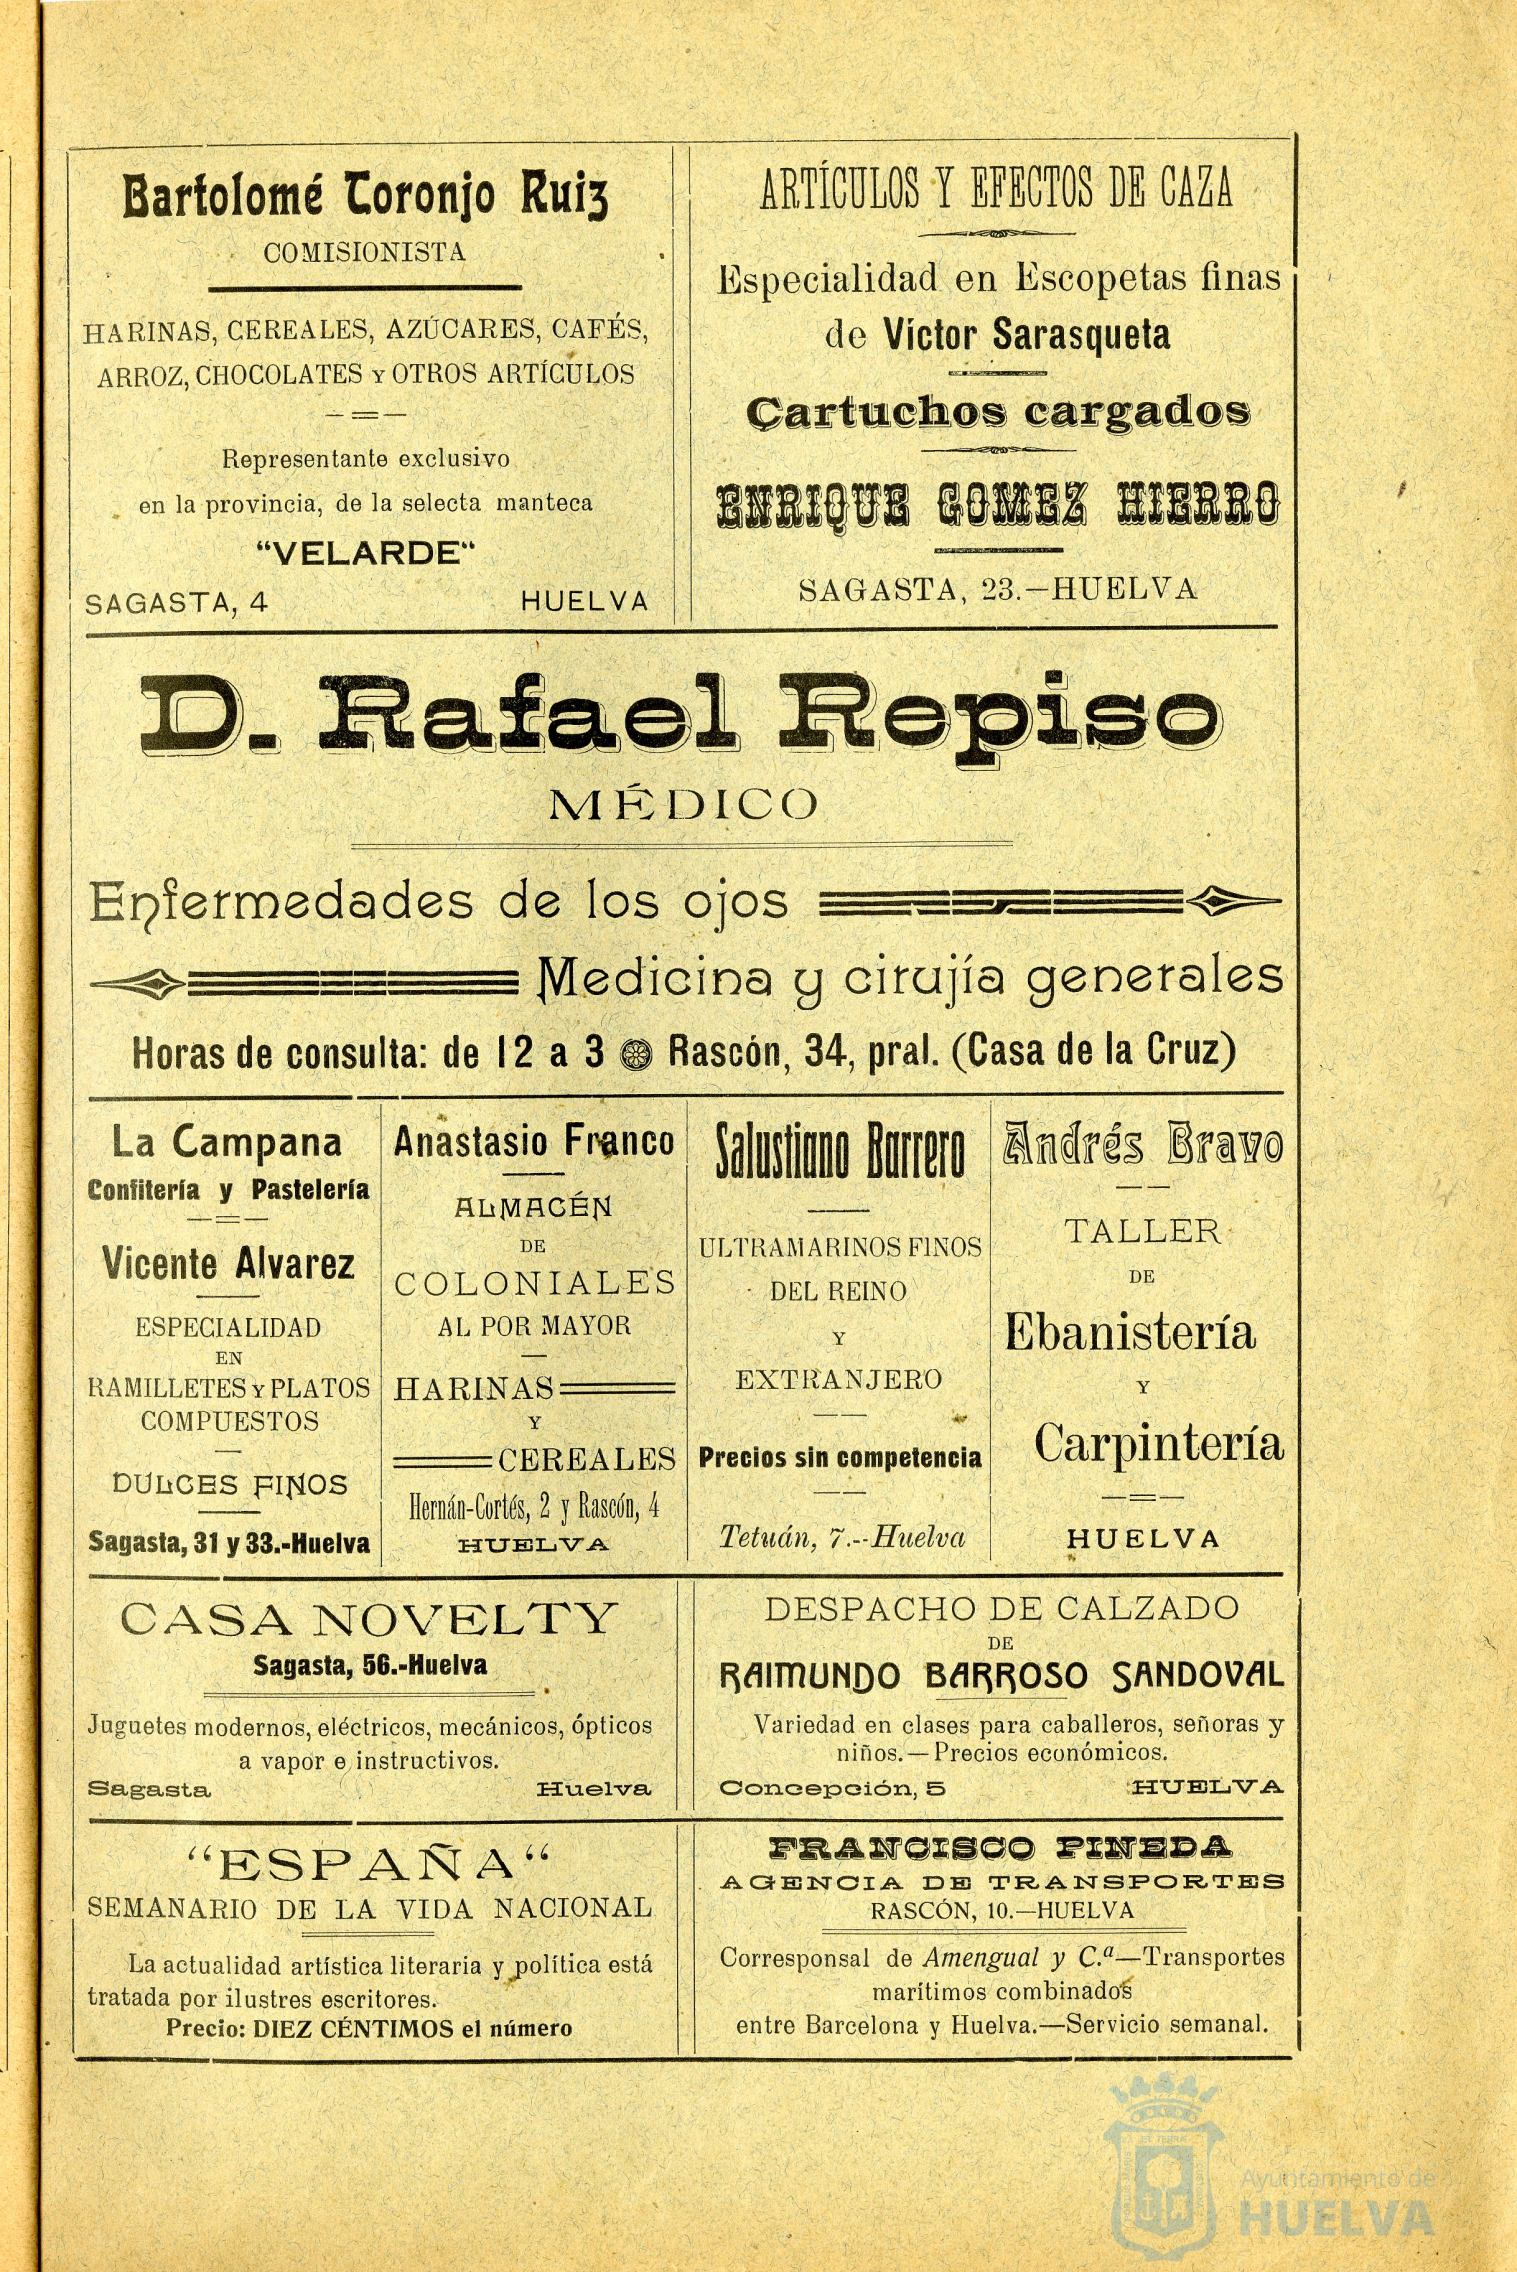 Bartolomé Toronjo Ruiz
COMISIONISTA
HARINAS, CEREALES, AZÚCARES, CAFÉS,
ARROZ, CHOCOLATES Y OTROS ARTÍCULOS
Representante exclusivo
en la provincia, de la selecta manteca
“VELARDE“
SAGASTA, 4 HUELVA
ARTÍCULOS Y EFECTOS DE CAZA
Especialidad en Escopetas finas
de Víctor Sarasqueta
Cartuchos cargados
ENRIQUE GOMEZ HIERRO
SAGASTA, 23.—HUELVA
D. Rafael Repiso
MÉDICO
Enfermedades de los ojos
Medicina y cirujía generales
Horas de consulta: de 12 a 3 Rascón, 34, pral. (Casa de la Cruz)
La Campana
Confitería y Pastelería
Vicente Alvarez
ESPECIALIDAD
EN
RAMILLETES Y PLATOS
COMPUESTOS
DULCES FINOS
Sagasta, 31 y 33.-Huelva
Anastasio Franco
ALMACÉN
DE
COLONIALES
AL POR MAYOR
HARINAS
Y
CEREALES
Hernán-Cortés, 2 y Rascón, 4
HUELVA
Salustiano Barrero
ULTRAMARINOS FINOS
DEL REINO
Y
EXTRANJERO
Precios sin competencia
Tetuán, 7.--Huelva
Andrés Bravo
TALLER
DE
Ebanistería
Y
Carpintería
HUELVA
CASA NOVELTY
Sagasta, 56.-Huelva
Juguetes modernos, eléctricos, mecánicos, ópticos
a vapor e instructivos.
Sagasta Huelva
DESPACHO DE CALZADO
DE
RAIMUNDO BARROSO SANDOVAL
Variedad en clases para caballeros, señoras y
niños.—Precios económicos.
Concepción, 5 HUELVA
“ESPAÑA“
SEMANARIO DE LA VIDA NACIONAL
La actualidad artística literaria y política está
tratada por ilustres escritores.
Precio: DIEZ CÉNTIMOS el número
FRANCISCO PINEDA
AGENCIA DE TRANSPORTES
RASCÓN, 10.—HUELVA
Corresponsal de Amengual y C.ª—Transportes
marítimos combinados
entre Barcelona y Huelva.—Servicio semanal.
Ayuntamiento de
HUELVA